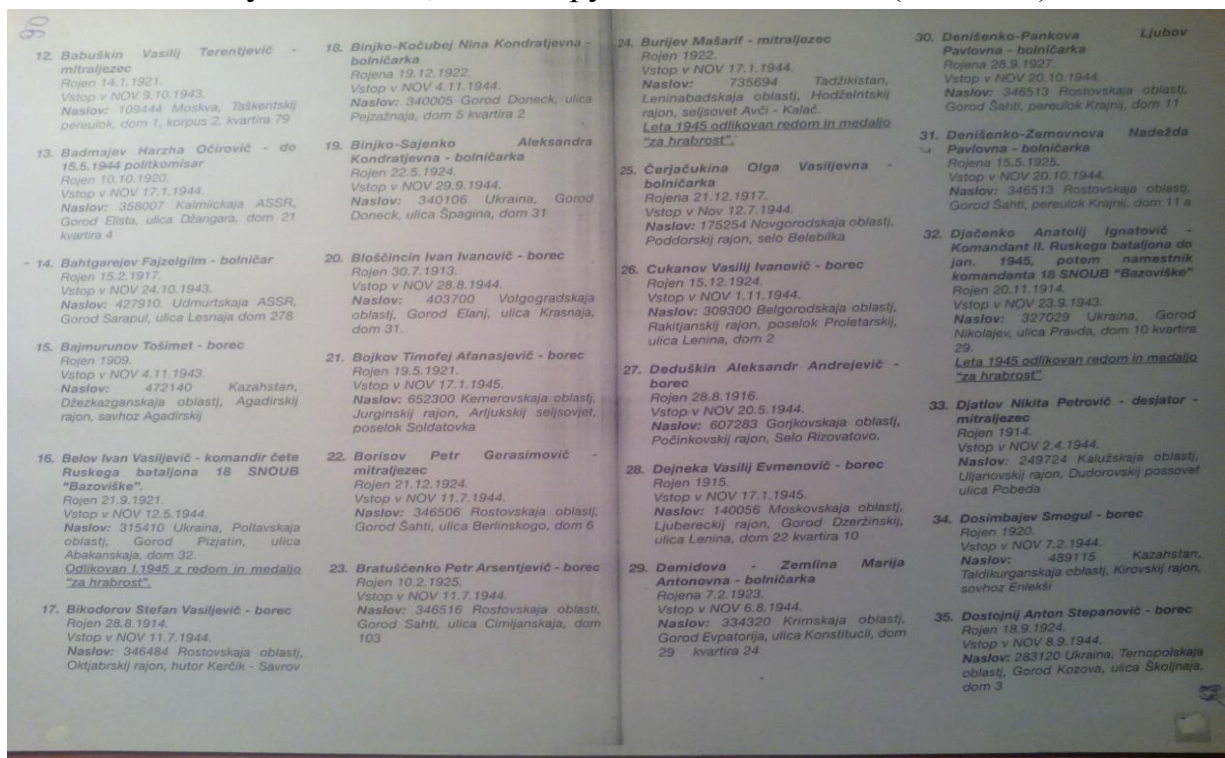 12. Babuškin Vasilij Terentjevič -
mitraljezec
Rojen 14.1.1921.
Vstop v NOV 9.10.1943.
Naslov: 109444 Moskva, Taškentskij
pereulok, dom 1, korpus 2. kvartira 79
13. Badmajev Harzha Očirovič - do
15.5.1944 politkomisar
Rojen 10.10.1920.
Vstop v NOV 17.1.1944.
Naslov: 358007 Kalmiickaja ASSR,
Gorod Elista, ulica Džangara, dom 21
kvartira 4
- 14. Bahtgarejev Fajzelgilm - bolničar
Rojen 15.2.1917.
Vstop v NOV 24.10.1943.
Naslov: 427910. Udmurtskaja ASSR,
Gorod Sarapul, ulica Lesnaja dom 278
15. Bajmurunov Tošimet - borec
Rojen 1909.
Vstop v NOV 4.11.1943.
Naslov: 472140 Kazahstan,
Džezkazganskaja oblastj, Agadirskij
rajon, savhoz Agadirskij
16. Belov Ivan Vasiljevič - komandir čete
Ruskega bataljona 18 SNOUB
"Bazoviške".
Rojen 21.9.1921.
Vstop v NOV 12.5.1944.
Naslov: 315410 Ukraina, Poltavskaja
oblastj, Gorod Pizjatin, ulica
Abakanskaja, dom 32.
Odlikovan I.1945 z redom in medaljo
"za hrabrost".
17. Bikodorov Stefan Vasiljevič - borec
Rojen 28.8.1914.
Vstop v NOV 11.7.1944.
Naslov: 346484 Rostovskaja oblastj,
Oktjabrskij rajon, hutor Kerčik - Savrov
18. Binjko-Kočubej Nina Kondratjevna -
bolničarka
Rojena 19.12.1922.
Vstop v NOV 4.11.1944.
Naslov: 340005 Gorod Doneck, ulica
Pejzažnaja, dom 5 kvartira 2
19. Binjko-Sajenko Aleksandra
Kondratjevna - bolničarka
Rojen 22.5.1924.
Vstop v NOV 29.9.1944.
Naslov: 340106 Ukraina, Gorod
Doneck, ulica Špagina, dom 31
20. Bloščincin Ivan Ivanovič - borec
Rojen 30.7.1913.
Vstop v NOV 28.8.1944.
Naslov: 403700 Volgogradskaja
oblastj, Gorod Elanj, ulica Krasnaja,
dom 31.
21. Bojkov Timofej Afanasjevič - borec
Rojen 19.5.1921.
Vstop v NOV 17.1.1945.
Naslov: 652300 Kemerovskaja oblastj,
Jurginskij rajon, Arljukskij seljsovjet,
poselok Soldatovka
22. Borisov Petr Gerasimovič -
mitraljezec
Rojen 21.12.1924.
Vstop v NOV 11.7.1944.
Naslov: 346506 Rostovskaja oblastj,
Gorod Šahti, ulica Berlinskogo, dom 6
23. Bratuščenko Petr Arsentjevič - borec
Rojen 10.2.1925.
Vstop v NOV 11.7.1944.
Naslov: 346516 Rostovskaja oblasti,
Gorod Sahti, ulica Cimljanskaja, dom
103
24. Burijev Mašarif - mitraljezec
Rojen 1922.
Vstop v NOV 17.1.1944.
Naslov: 735694 Tadžikistan,
Leninabadskaja oblastj, Hodželntskij
rajon, seljsovet Avči - Kalač.
Leta 1945 odlikovan redom in medaljo
"za hrabrost".
25. Čerjačukina Olga Vasiljevna -
bolničarka
Rojena 21.12.1917.
Vstop v Nov 12.7.1944.
Naslov: 175254 Novgorodskaja oblastj,
Poddorskij rajon, selo Belebilka
26. Cukanov Vasilij Ivanovič - borec
Rojen 15.12.1924.
Vstop v NOV 1.11.1944.
Naslov: 309300 Belgorodskaja oblastj,
Rakitjanskij rajon, poselok Proletarskij,
ulica Lenina, dom 2
27. Deduškin Aleksandr Andrejevič -
borec
Rojen 28.8.1916.
Vstop v NOV 20.5.1944.
Naslov: 607283 Gorjkovskaja oblastj,
Počinkovskij rajon, Selo Rizovatovo.
28. Dejneka Vasilij Evmenovič - borec
Rojen 1915.
Vstop v NOV 17.1.1945.
Naslov: 140056 Moskovskaja oblastj,
Ljubereckij rajon, Gorod Dzeržinskij,
ulica Lenina, dom 22 kvartira 10
29. Demidova - Zemlina Marija
Antonovna - bolničarka
Rojena 7.2.1923.
Vstop v NOV 6.8.1944.
Naslov: 334320 Krimskaja oblastj,
Gorod Evpatorija, ulica Konstitucii, dom
29 kvartira 24
30. Denišenko-Pankova Ljubov
Pavlovna - bolničarka
Rojena 28.9.1927.
Vstop v NOV 20.10.1944.
Naslov: 346513 Rostovskaja oblastj,
Gorod Šahti, pereulok Krajnij, dom 11
31. Denišenko-Zemovnova Nadežda
Pavlovna - bolničarka
Rojena 15.5.1925.
Vstop v NOV 20.10.1944.
Naslov: 346513 Rostovskaja oblastj,
Gorod Šahti, pereulok Krajnij, dom 11 a
32. Djačenko Anatolij Ignatovič -
Komandant II. Ruskega bataljona do
jan. 1945, potem namestnik
komandanta 18 SNOUB "Bazoviške"
Rojen 20.11.1914.
Vstop v NOV 23.9.1943.
Naslov: 327029 Ukraina, Gorod
Nikolajev, ulica Pravda, dom 10 kvartira
29.
Leta 1945 odlikovan redom in medaljo
"za hrabrost"
33. Djatlov Nikita Petrovič - desjator -
mitraljezec
Rojen 1914.
Vstop v NOV 2.4.1944.
Naslov: 249724 Kalužskaja oblastj,
Uljanovskij rajon, Dudorovskij possovet
ulica Pobeda
34. Dosimbajev Smogul - borec
Rojen 1920.
Vstop v NOV 7.2.1944.
Naslov: 489115 Kazahstan,
Taldikurganskaja oblastj, Kirovskij rajon,
sovhoz Enlekši
35. Dostojnij Anton Stepanovič - borec
Rojen 18.9.1924.
Vstop v NOV 8.9.1944.
Naslov: 283120 Ukraina, Ternopolskaja
oblastj, Gorod Kozova, ulica Školjnaja,
dom 3